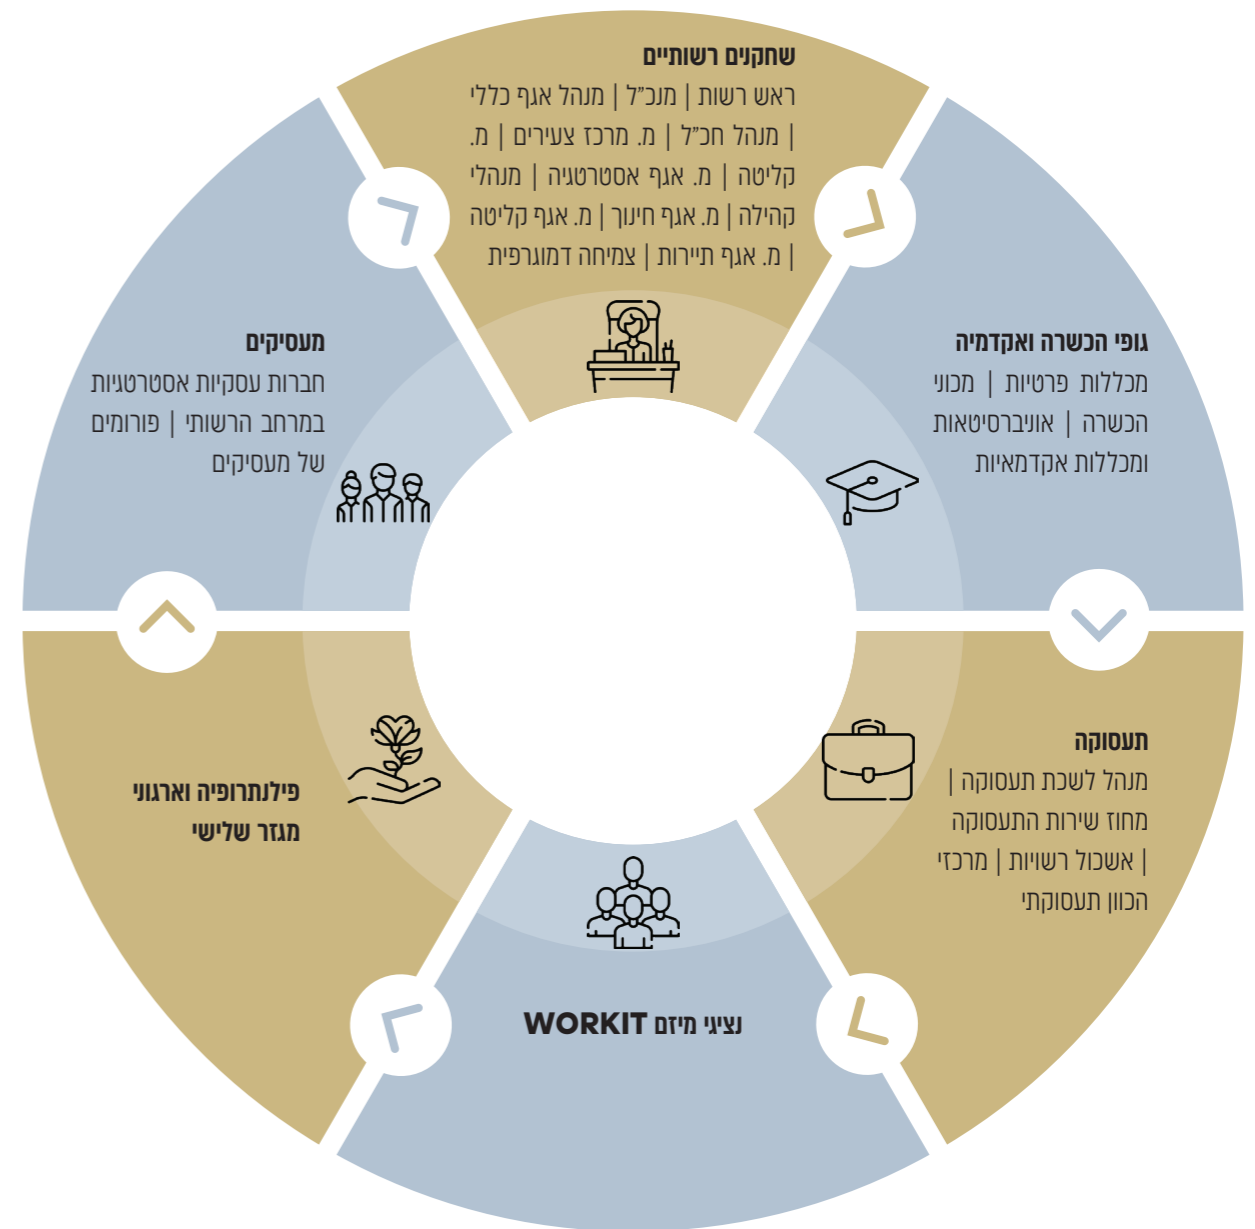 שחקנים רשותיים
ראש רשות | מנכ"ל | מנהל אגף כללי
| מנהל חכ"ל | מ. מרכז צעירים | מ.
קליטה | מ. אגף אסטרטגיה | מנהלי
קהילה | מ. אגף חינוך | מ. אגף קליטה
| מ. אגף תיירות | צמיחה דמוגרפית
גופי הכשרה ואקדמיה
מכללות פרטיות | מכוני
הכשרה | אוניברסיטאות
ומכללות אקדמאיות
תעסוקה
מנהל לשכת תעסוקה |
מחוז שירות התעסוקה
| אשכול רשויות | מרכזי
הכוון תעסוקתי
נציגי מיזם WORKIT
פילנתרופיה וארגוני
מגזר שלישי
מעסיקים
חברות עסקיות אסטרטגיות
במרחב הרשותי | פורומים
של מעסיקים